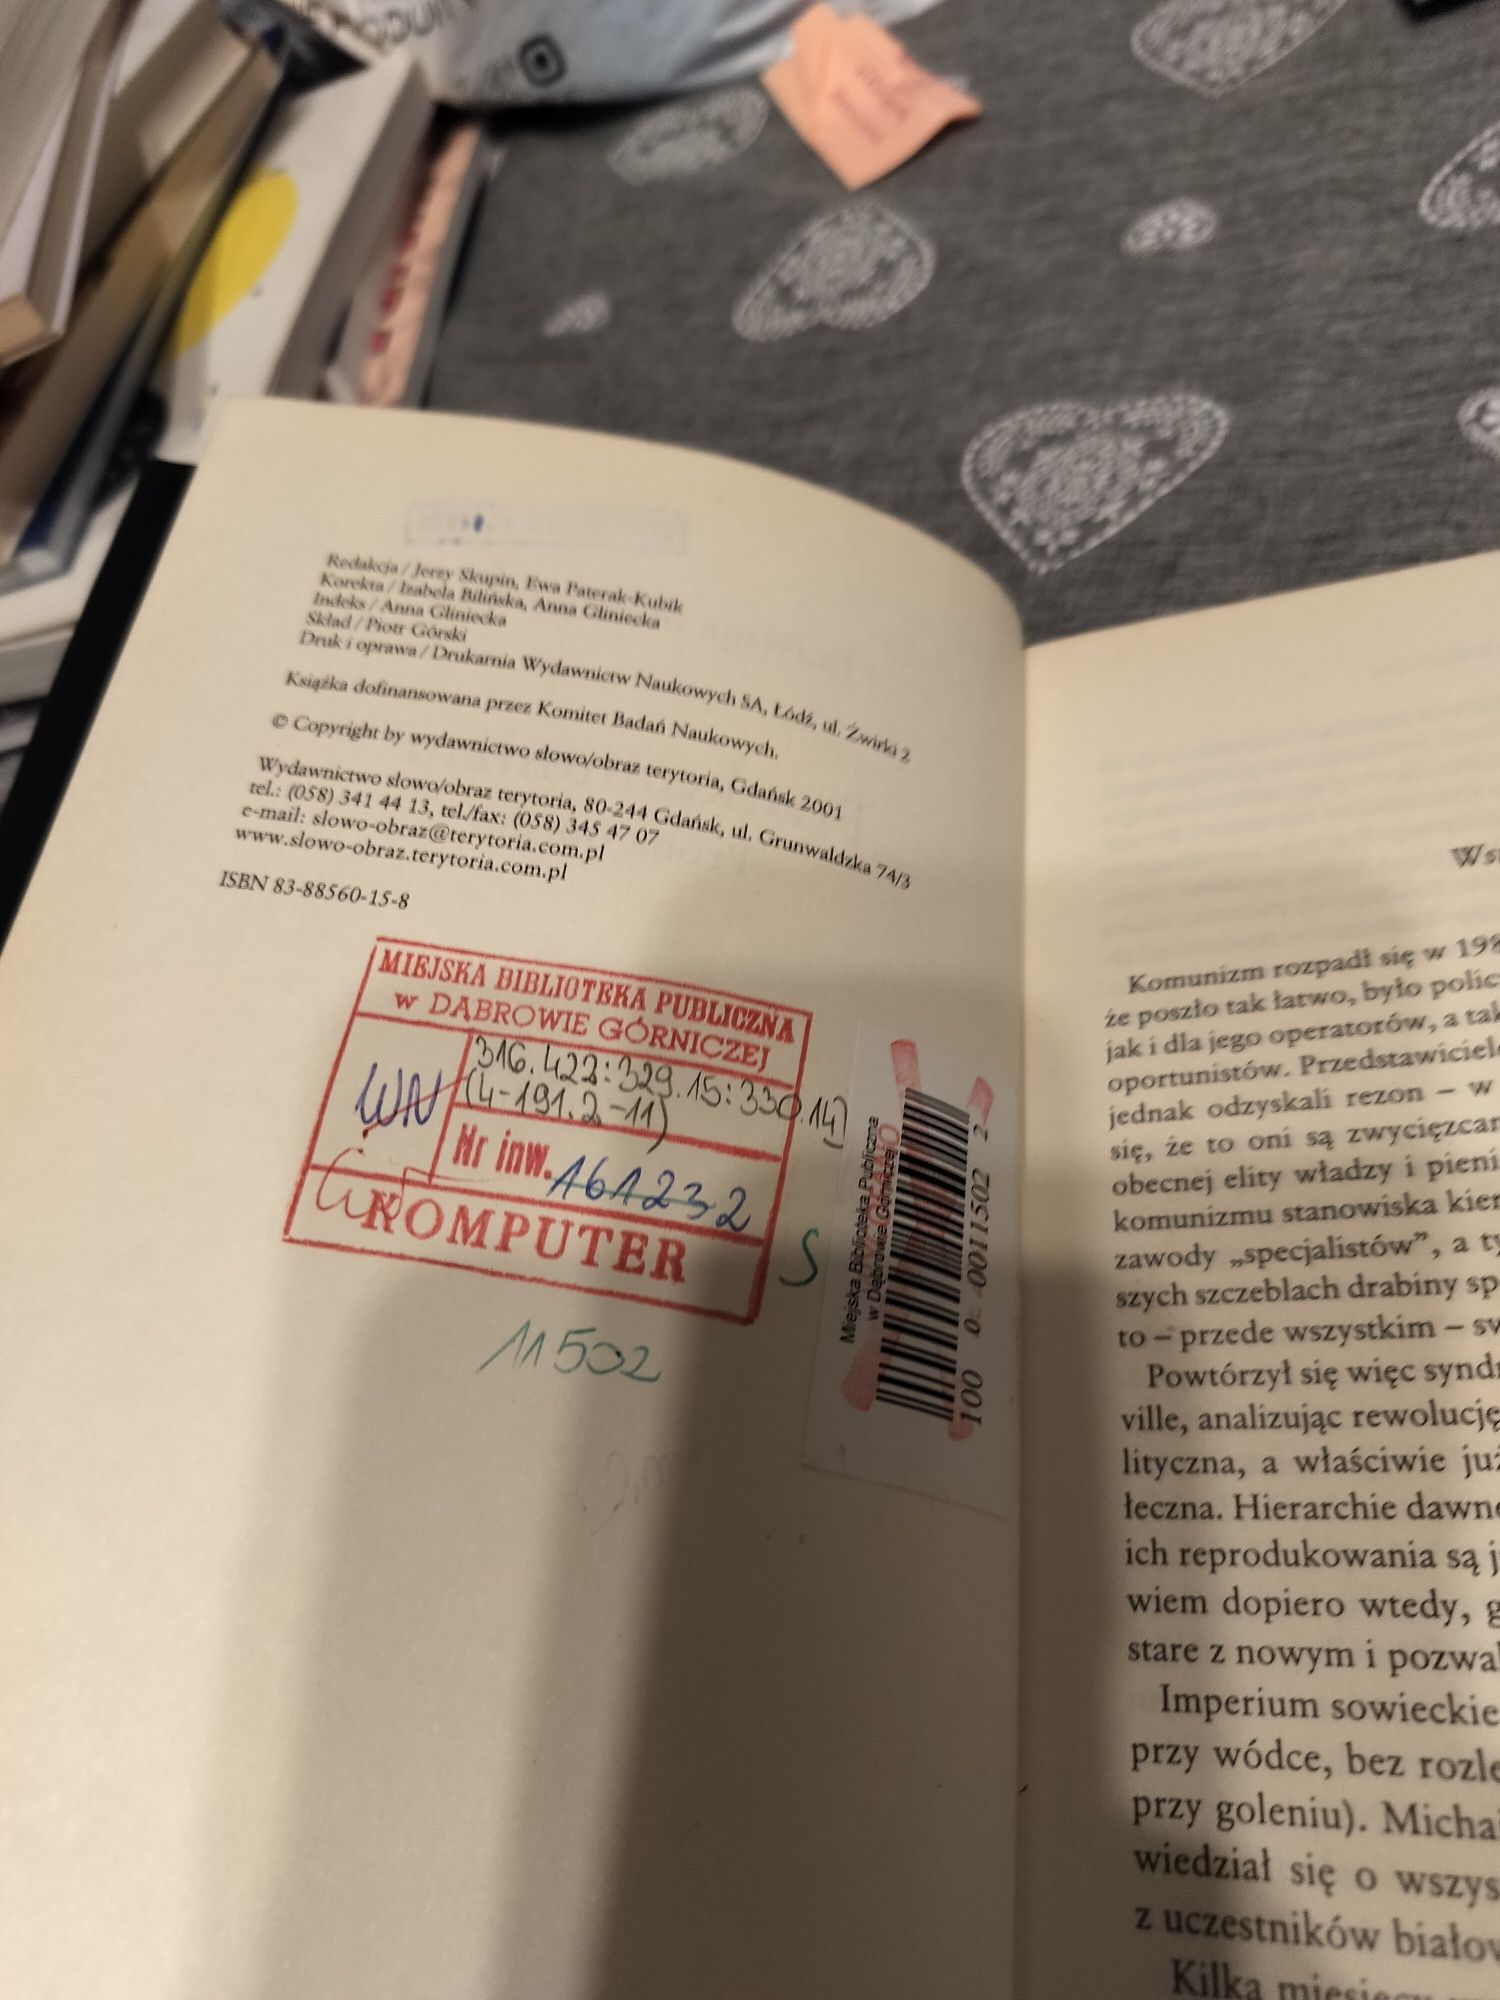 Redakcja / Jerzy Skupin, Ewa Paterak-Kubik
Korekta / Izabela Bilińska, Anna Gliniecka
Indeks / Anna Gliniecka
Skład / Piotr Górski
Druk i oprawa / Drukarnia Wydawnictw Naukowych SA, Łódź, ul. Żwirki 2
Książka dofinansowana przez Komitet Badań Naukowych.
© Copyright by wydawnictwo słowo/obraz terytoria, Gdańsk 2001
Wydawnictwo słowo/obraz terytoria, 80-244 Gdańsk, ul. Grunwaldzka 74/3
tel.: (058) 341 44 13, tel./fax: (058) 345 47 07
e-mail: slowo-obraz@terytoria.com.pl
www.slowo-obraz.terytoria.com.pl
ISBN 83-88560-15-8
MIEJSKA BIBLIOTEKA PUBLICZNA
w DĄBROWIE GÓRNICZEJ
316.422:329.15:330.14]
(4-191.2-11)
WN
Nr inw. 161232
KOMPUTER
S
11502
Miejska Biblioteka Publiczna
w Dąbrowie Górniczej
100 0 0011502 2
Ws
Komunizm rozpadł się w 198
że poszło tak łatwo, było polic
jak i dla jego operatorów, a tak
oportunistów. Przedstawiciel
jednak odzyskali rezon – w
się, że to oni są zwycięzcam
obecnej elity władzy i pieni
komunizmu stanowiska kier
zawody „specjalistów”, a ty
szych szczeblach drabiny sp
to – przede wszystkim – sw
Powtórzył się więc syndr
ville, analizując rewolucję
lityczna, a właściwie już
łeczna. Hierarchie dawne
ich reprodukowania są j
wiem dopiero wtedy, g
stare z nowym i pozwal
Imperium sowieckie
przy wódce, bez rozle
przy goleniu). Michai
wiedział się o wszys
z uczestników białow
Kilka miesięcy